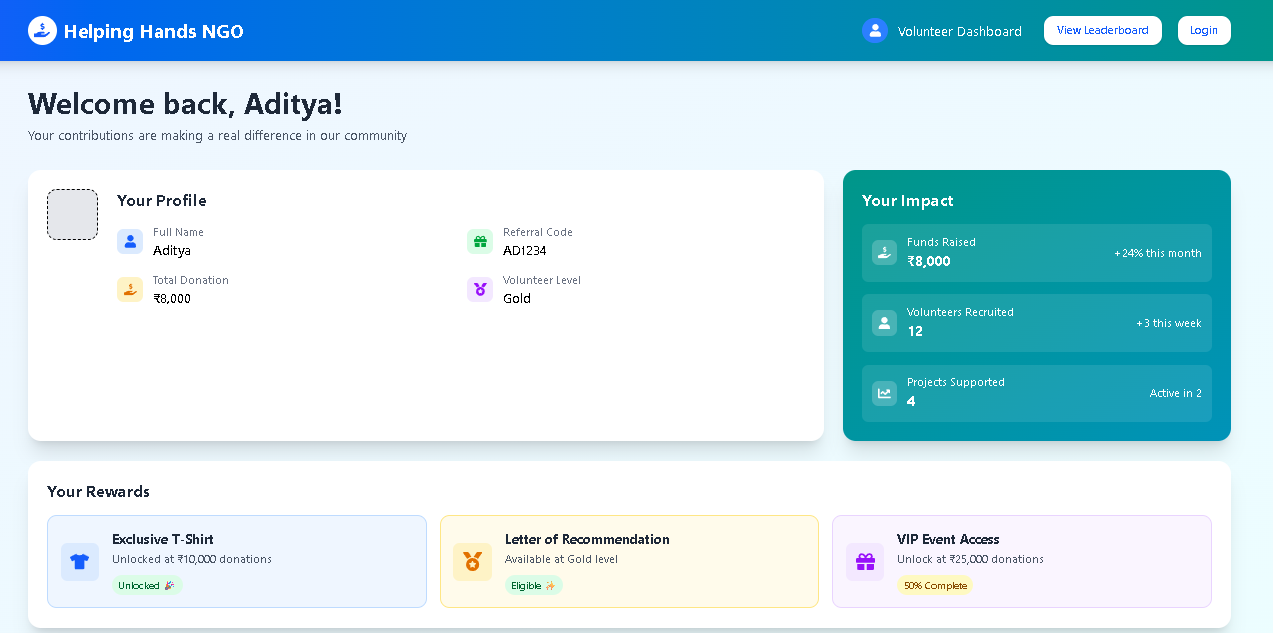 Helping Hands NGO
Volunteer Dashboard
View Leaderboard
Login
Welcome back, Aditya!
Your contributions are making a real difference in our community
Your Profile
Full Name
Aditya
Referral Code
AD1234
Total Donation
₹8,000
Volunteer Level
Gold
Your Impact
Funds Raised
₹8,000
+24% this month
Volunteers Recruited
12
+3 this week
Projects Supported
4
Active in 2
Your Rewards
Exclusive T-Shirt
Unlocked at ₹10,000 donations
Unlocked 🎉
Letter of Recommendation
Available at Gold level
Eligible ✨
VIP Event Access
Unlock at ₹25,000 donations
50% Complete